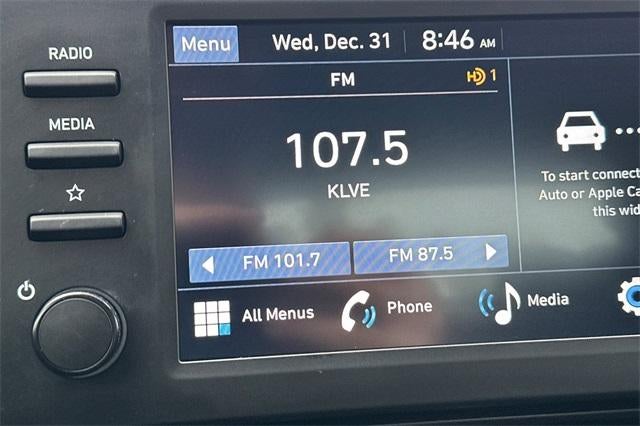 RADIO
MEDIA
Menu
Wed, Dec. 31
8:46 AM
FM
HD 1
107.5
KLVE
FM 101.7
FM 87.5
To start connect
Auto or Apple Ca
this wid
All Menus
Phone
Media